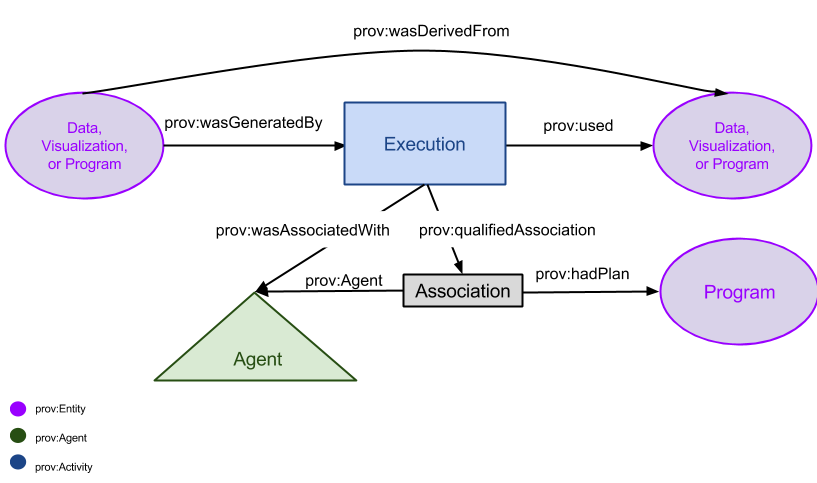 prov:wasDerivedFrom
Data,
Visualization,
or Program
prov:wasGeneratedBy
Execution
prov:used
Data,
Visualization,
or Program
prov:wasAssociatedWith
prov:qualifiedAssociation
prov:Agent
Association
prov:hadPlan
Program
Agent
prov:Entity
prov:Agent
prov:Activity